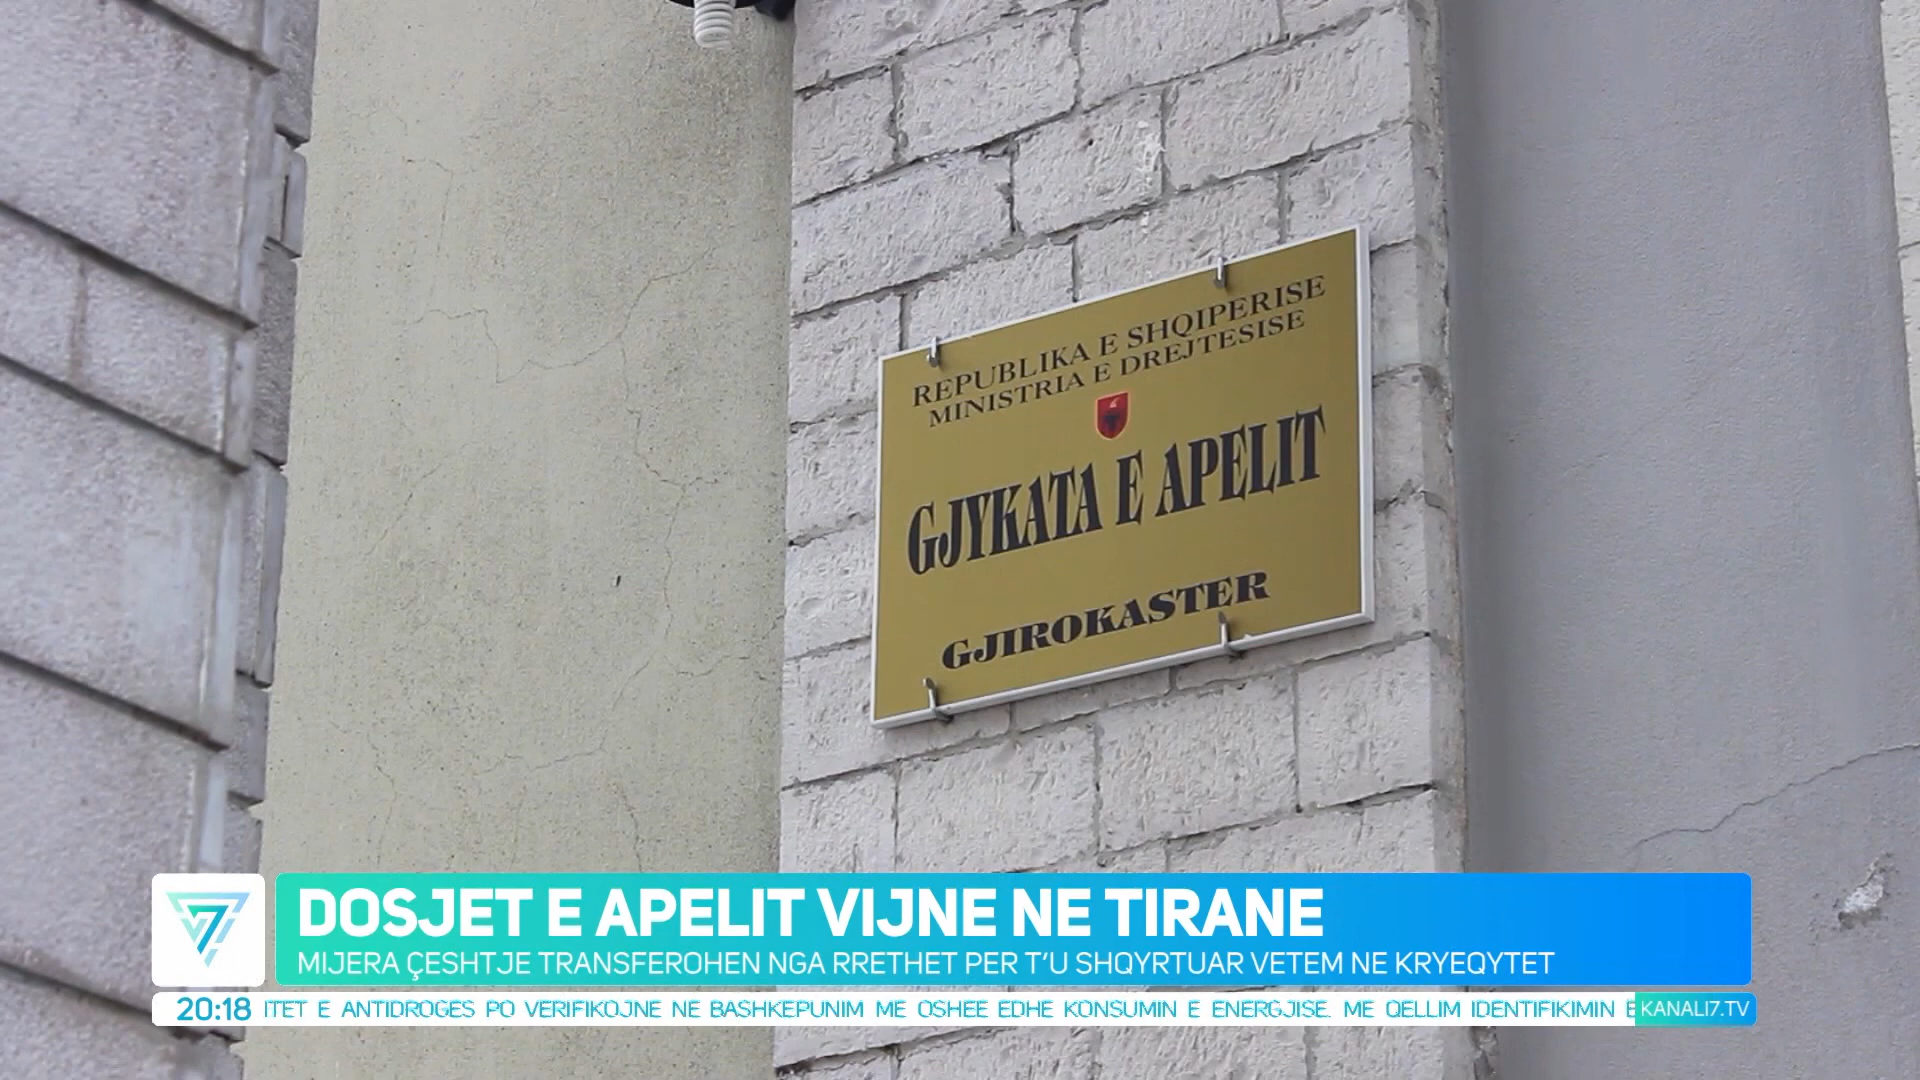 REPUBLIKA E SHQIPERISE
MINISTRIA E DREJTESISE
GJYKATA E APELIT
GJIROKASTER
DOSJET E APELIT VIJNE NE TIRANE
MIJERA ÇESHTJE TRANSFEROHEN NGA RRETHET PER T'U SHQYRTUAR VETEM NE KRYEQYTET
20:18 ITET E ANTIDROGES PO VERIFIKOJNE NE BASHKEPUNIM ME OSHEE EDHE KONSUMIN E ENERGJISE. ME QELLIM IDENTIFIKIMIN E KANALI7.TV